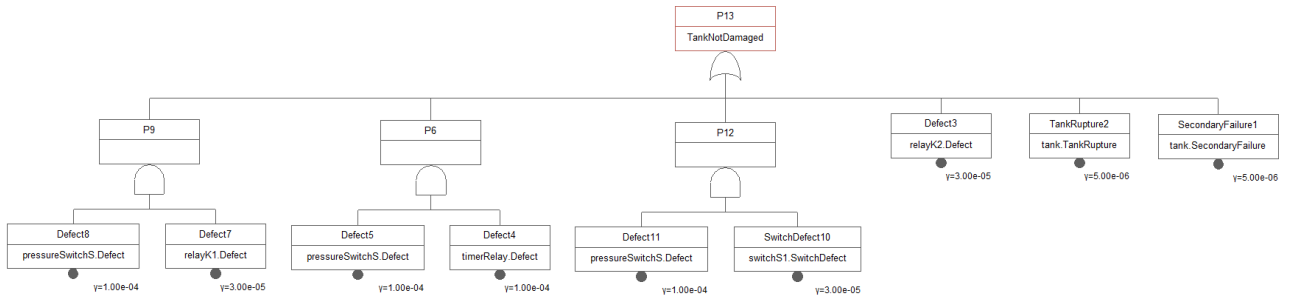 P13
TankNotDamaged
P9
P6
P12
Defect3
relayK2.Defect
γ=3.00e-05
TankRupture2
tank.TankRupture
γ=5.00e-06
SecondaryFailure1
tank.SecondaryFailure
γ=5.00e-06
Defect8
pressureSwitchS.Defect
γ=1.00e-04
Defect7
relayK1.Defect
γ=3.00e-05
Defect5
pressureSwitchS.Defect
γ=1.00e-04
Defect4
timerRelay.Defect
γ=1.00e-04
Defect11
pressureSwitchS.Defect
γ=1.00e-04
SwitchDefect10
switchS1.SwitchDefect
γ=3.00e-05